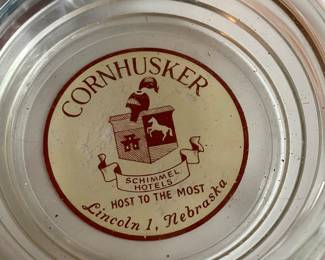 CORNHUSKER
SCHIMMEL
HOTELS
HOST TO THE MOST
Lincoln 1, Nebraska